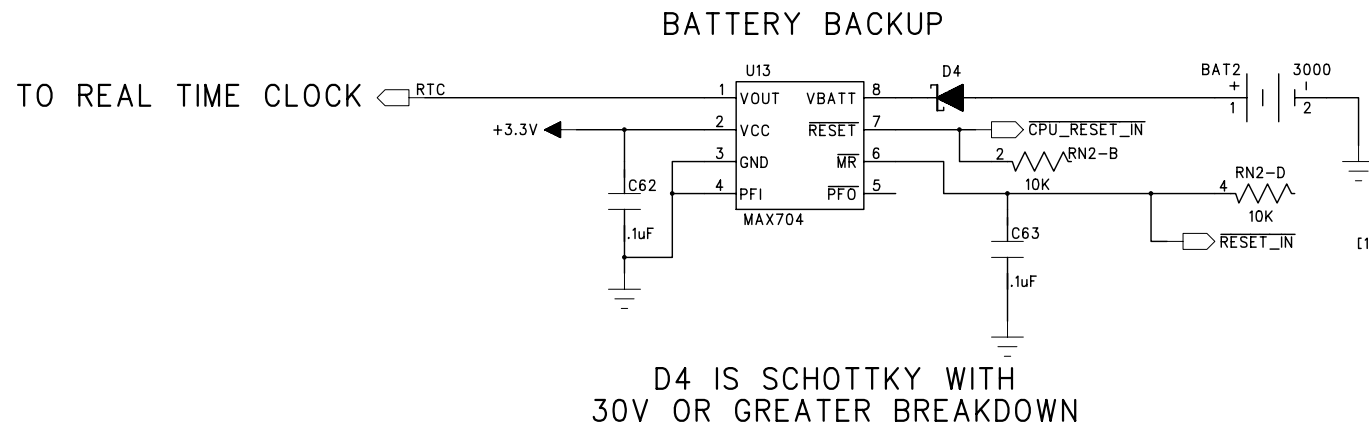 BATTERY BACKUP
TO REAL TIME CLOCK
RTC
U13
1 VOUT
2 VCC
3 GND
4 PFI
VBATT 8
RESET 7
MR 6
PFO 5
MAX704
D4
BAT2
+
1
3000
-
2
+3.3V
C62
.1uF
CPU_RESET_IN
2
RN2-B
10K
RN2-D
4
10K
RESET_IN
C63
.1uF
[1
D4 IS SCHOTTKY WITH
30V OR GREATER BREAKDOWN